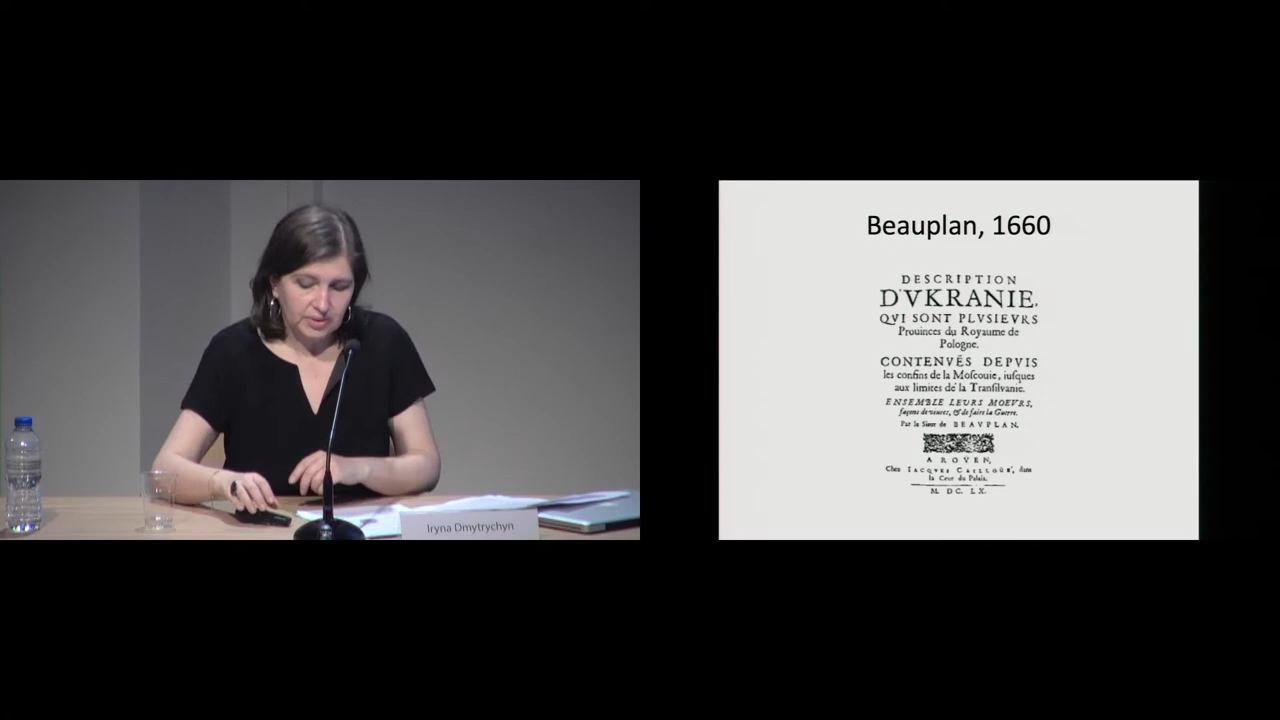 Iryna Dmytrychyn
Beauplan, 1660
DESCRIPTION
D'VKRANIE,
QVI SONT PLVSIEVRS
Prouinces du Royaume de
Pologne.
CONTENVËS DEPVIS
les confins de la Moſcouie, iuſques
aux limites de la Tranſilvanie.
ENSEMBLE LEURS MOEVRS,
façons de viures, & de faire la Guerre.
Par le Sieur de BEAVPLAN.
A ROVEN,
Chez IACQVES CAILLOÜE', dans
la Cour du Palais.
M. DC. LX.